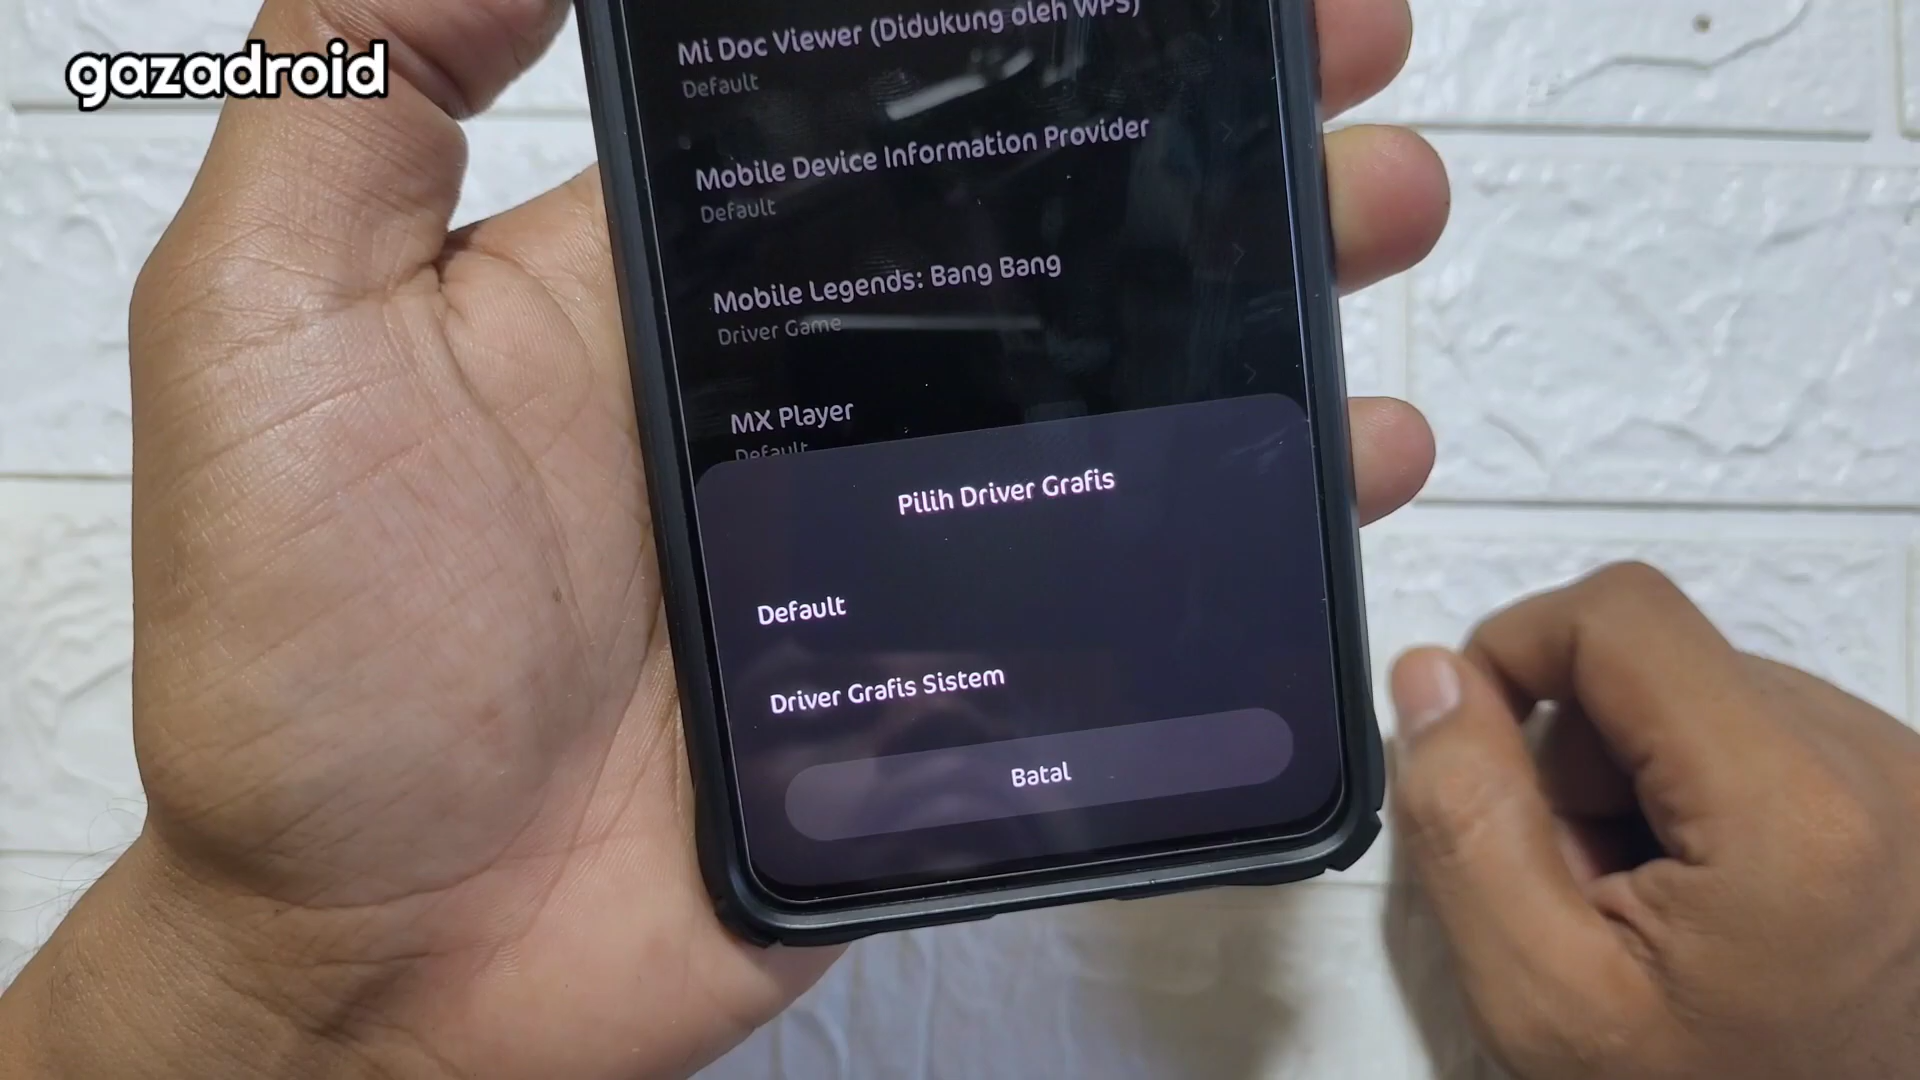 gazadroid
Mi Doc Viewer (Didukung oleh WPS)
Default
Mobile Device Information Provider
Default
Mobile Legends: Bang Bang
Driver Game
MX Player
Default
Pilih Driver Grafis
Default
Driver Grafis Sistem
Batal